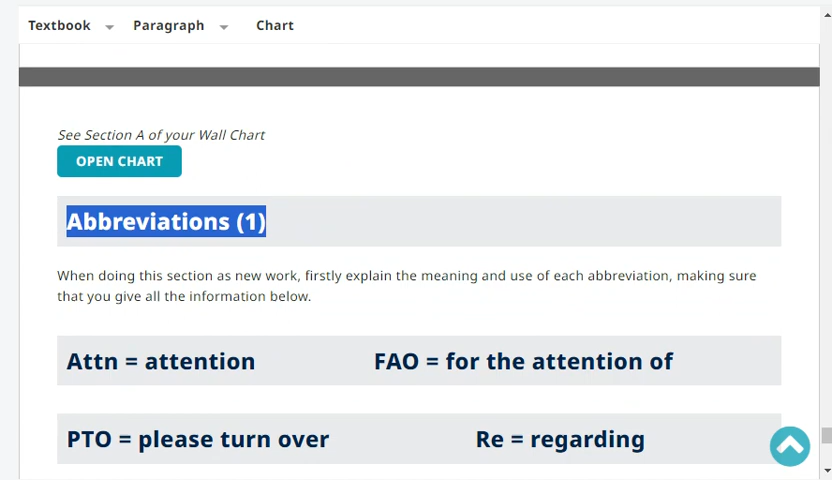 Textbook Paragraph Chart
See Section A of your Wall Chart
OPEN CHART
Abbreviations (1)
When doing this section as new work, firstly explain the meaning and use of each abbreviation, making sure
that you give all the information below.
Attn = attention FAO = for the attention of
PTO = please turn over Re = regarding